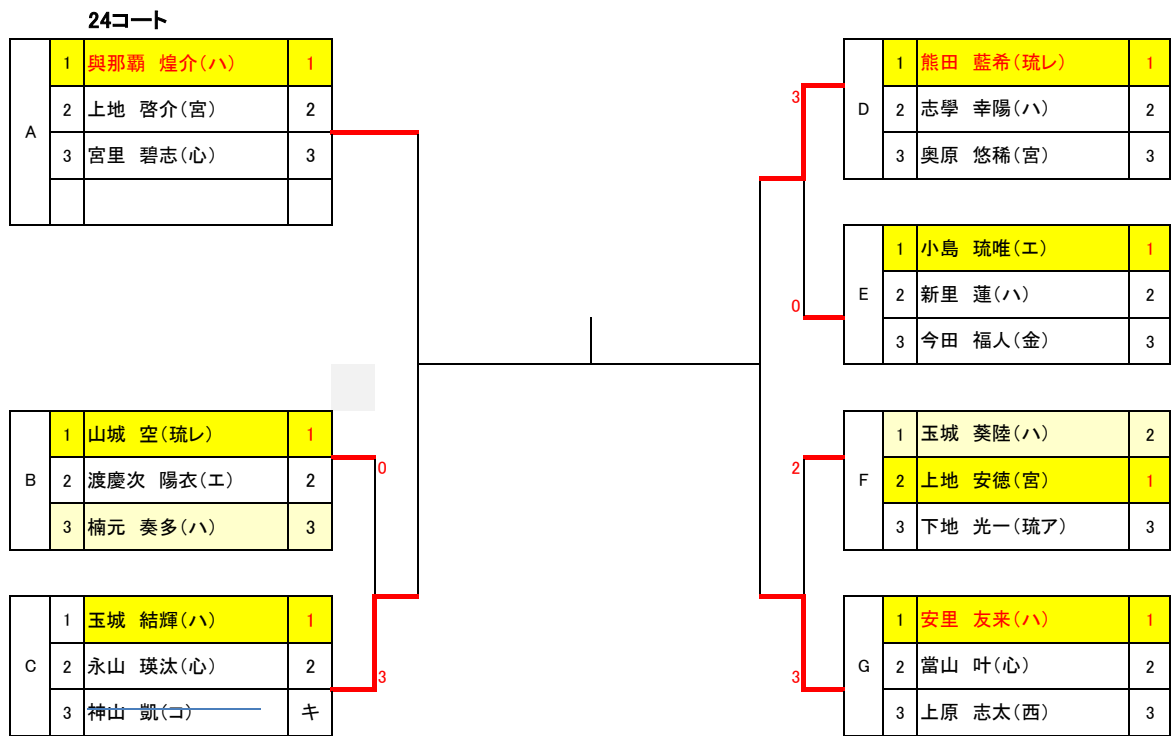 24コート
A
1 與那覇 煌介(ハ) 1
2 上地 啓介(宮) 2
3 宮里 碧志(心) 3
B
1 山城 空(琉レ) 1
2 渡慶次 陽衣(エ) 2
3 楠元 奏多(ハ) 3
0
C
1 玉城 結輝(ハ) 1
2 永山 瑛汰(心) 2
3 神山 凱(コ) キ
3
D
1 熊田 藍希(琉レ) 1
2 志學 幸陽(ハ) 2
3 奥原 悠稀(宮) 3
3
E
1 小島 琉唯(エ) 1
2 新里 蓮(ハ) 2
3 今田 福人(金) 3
0
F
1 玉城 葵陸(ハ) 2
2 上地 安徳(宮) 1
3 下地 光一(琉ア) 3
2
G
1 安里 友来(ハ) 1
2 當山 叶(心) 2
3 上原 志太(西) 3
3